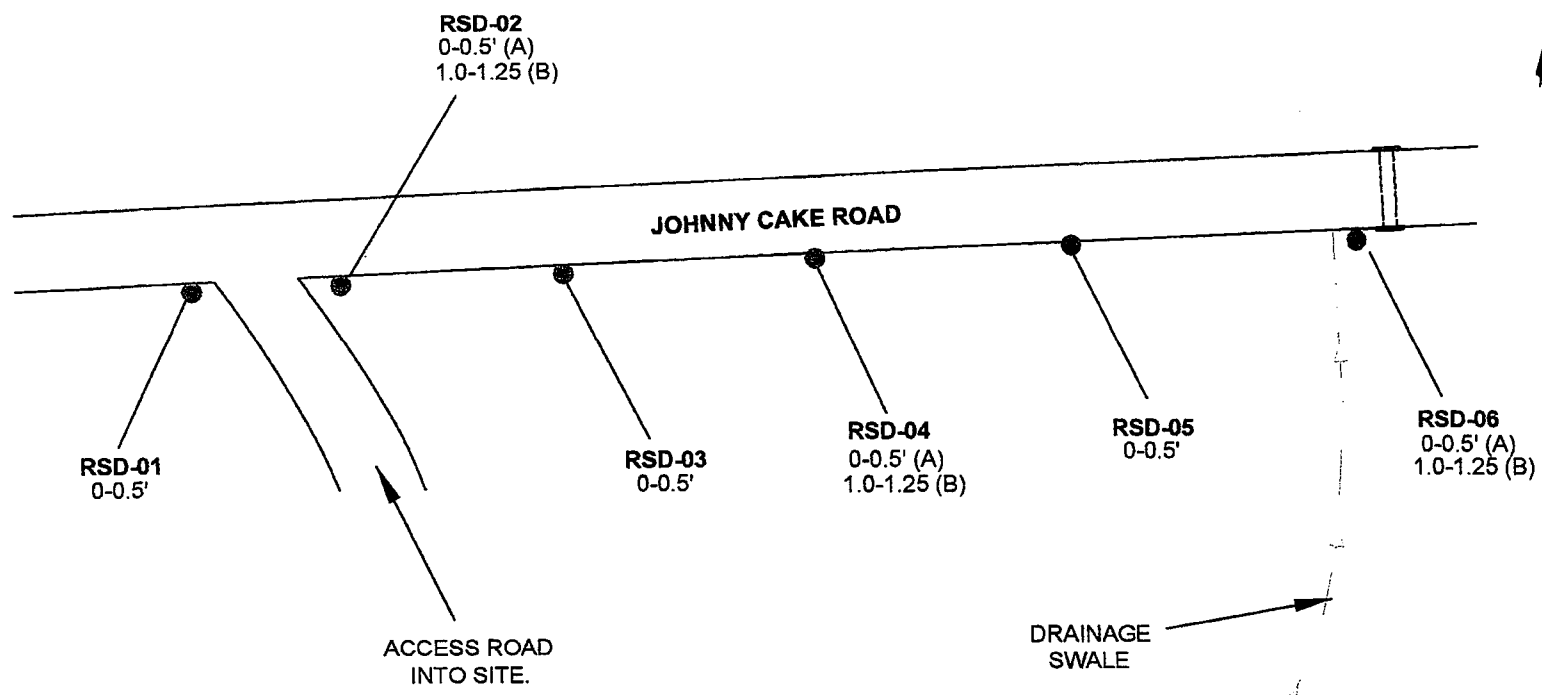 RSD-02
0-0.5' (A)
1.0-1.25 (B)
JOHNNY CAKE ROAD
RSD-01
0-0.5'
RSD-03
0-0.5'
RSD-04
0-0.5' (A)
1.0-1.25 (B)
RSD-05
0-0.5'
RSD-06
0-0.5' (A)
1.0-1.25 (B)
ACCESS ROAD
INTO SITE.
DRAINAGE
SWALE